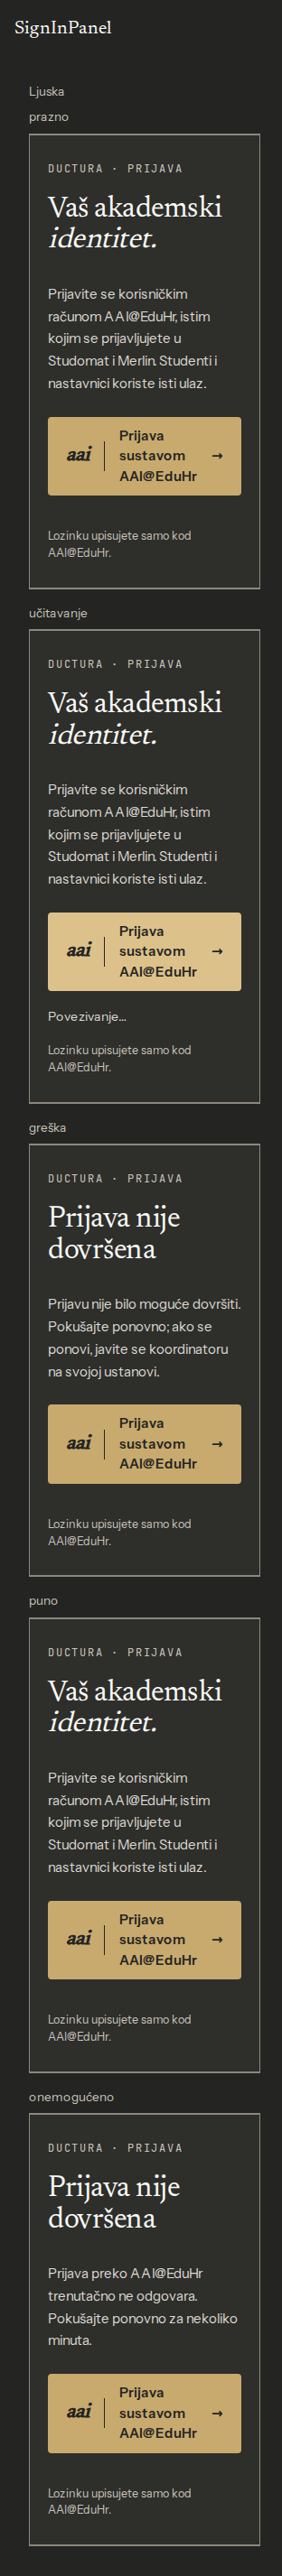 SignInPanel
Ljuska
prazno
DUCTURA · PRIJAVA
Vaš akademski
identitet.
Prijavite se korisničkim
računom AAI@EduHr, istim
kojim se prijavljujete u
Studomat i Merlin. Studenti i
nastavnici koriste isti ulaz.
aai
Prijava
sustavom →
AAI@EduHr
Lozinku upisujete samo kod
AAI@EduHr.
učitavanje
DUCTURA · PRIJAVA
Vaš akademski
identitet.
Prijavite se korisničkim
računom AAI@EduHr, istim
kojim se prijavljujete u
Studomat i Merlin. Studenti i
nastavnici koriste isti ulaz.
aai
Prijava
sustavom →
AAI@EduHr
Povezivanje…
Lozinku upisujete samo kod
AAI@EduHr.
greška
DUCTURA · PRIJAVA
Prijava nije
dovršena
Prijavu nije bilo moguće dovršiti.
Pokušajte ponovno; ako se
ponovi, javite se koordinatoru
na svojoj ustanovi.
aai
Prijava
sustavom →
AAI@EduHr
Lozinku upisujete samo kod
AAI@EduHr.
puno
DUCTURA · PRIJAVA
Vaš akademski
identitet.
Prijavite se korisničkim
računom AAI@EduHr, istim
kojim se prijavljujete u
Studomat i Merlin. Studenti i
nastavnici koriste isti ulaz.
aai
Prijava
sustavom →
AAI@EduHr
Lozinku upisujete samo kod
AAI@EduHr.
onemogućeno
DUCTURA · PRIJAVA
Prijava nije
dovršena
Prijava preko AAI@EduHr
trenutačno ne odgovara.
Pokušajte ponovno za nekoliko
minuta.
aai
Prijava
sustavom →
AAI@EduHr
Lozinku upisujete samo kod
AAI@EduHr.